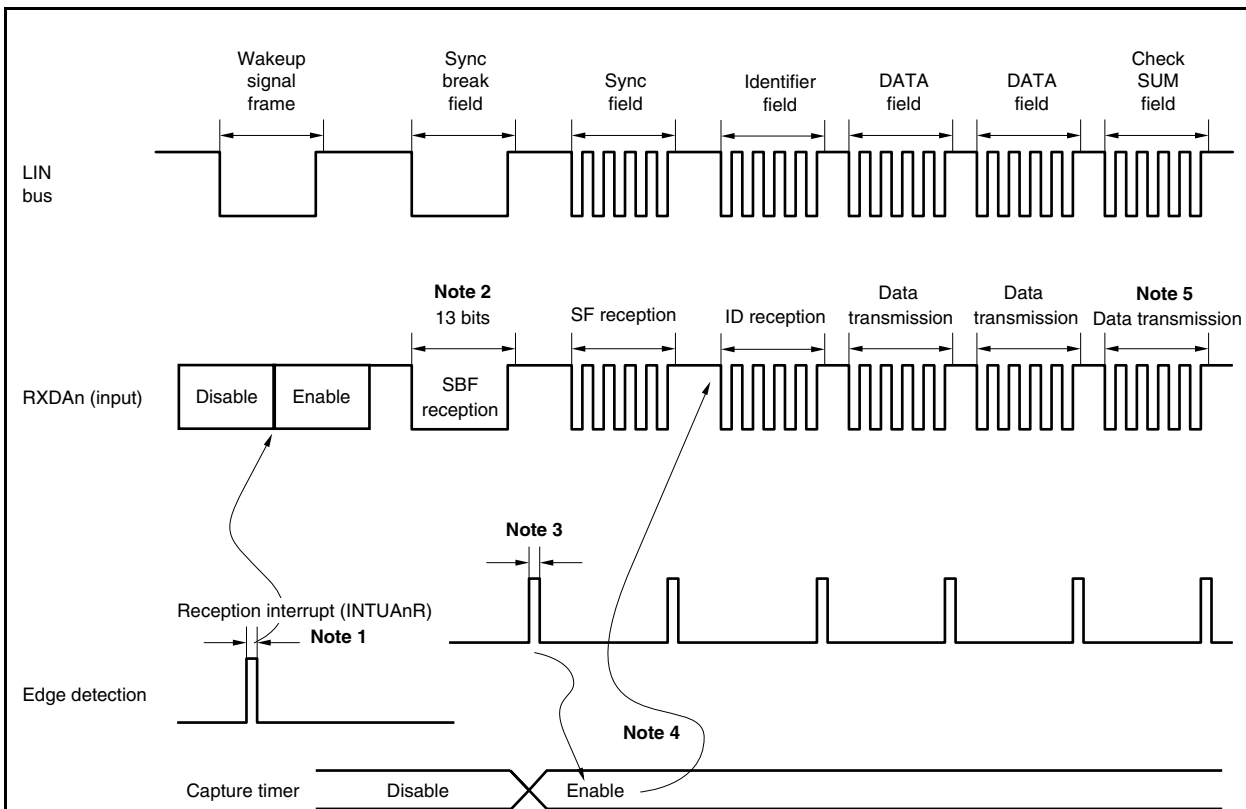 Wakeup
signal
frame
Sync
break
field
Sync
field
Identifier
field
DATA
field
DATA
field
Check
SUM
field
LIN
bus
Note 2
13 bits
SF reception
ID reception
Data
transmission
Data
transmission
Note 5
Data transmission
RXDAn (input)
Disable
Enable
SBF
reception
Note 3
Reception interrupt (INTUAnR)
Note 1
Edge detection
Note 4
Capture timer
Disable
Enable